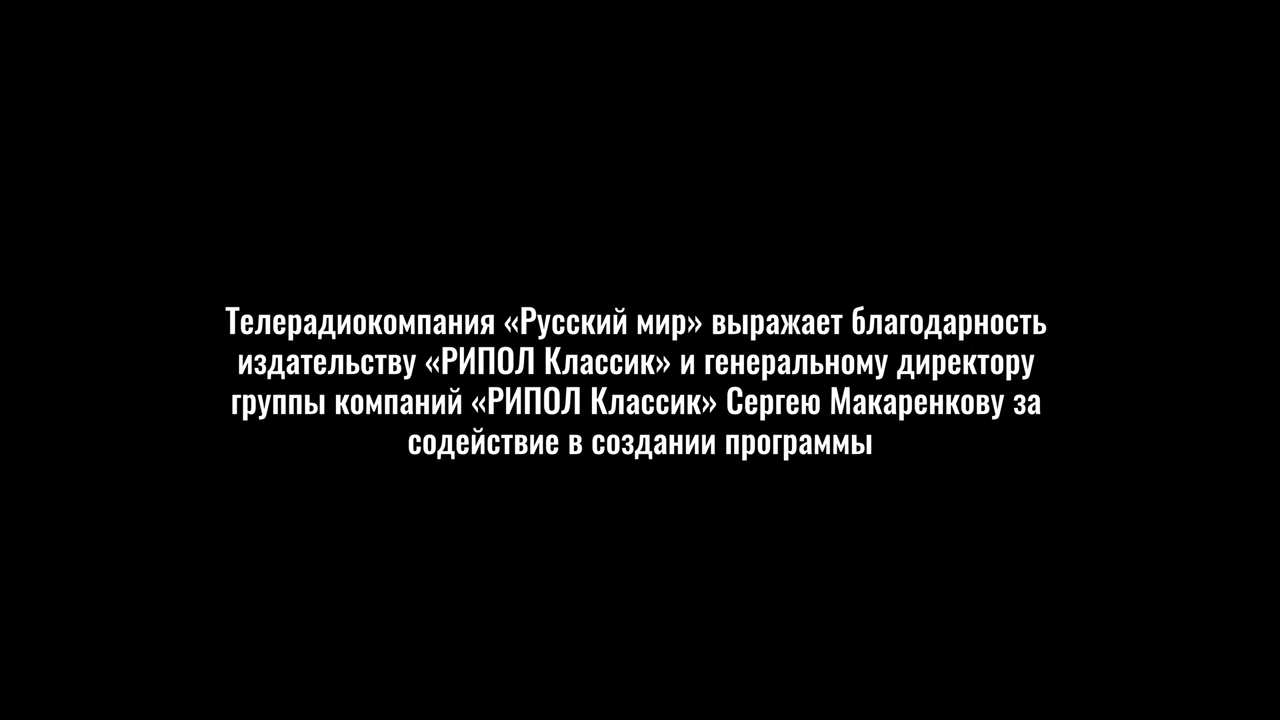 Телерадиокомпания «Русский мир» выражает благодарность
издательству «РИПОЛ Классик» и генеральному директору
группы компаний «РИПОЛ Классик» Сергею Макаренкову за
содействие в создании программы